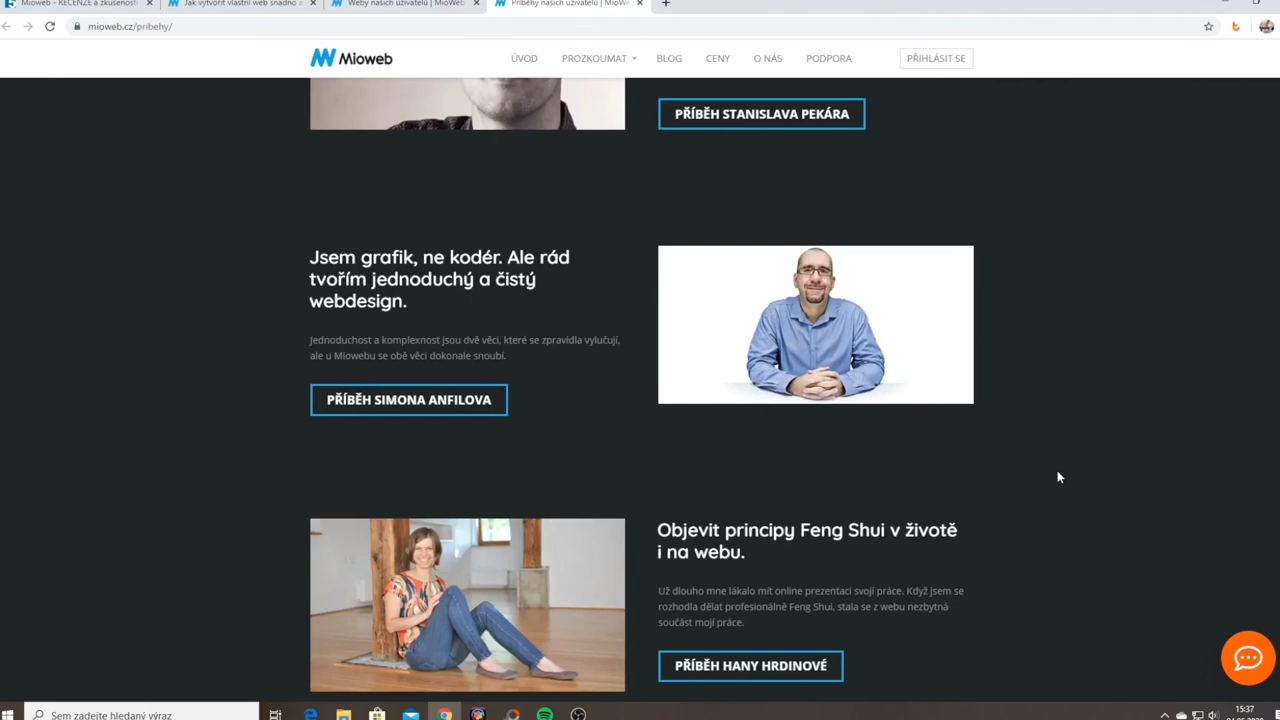 Mioweb - RECENZE a zkušenosti
Jak vytvořit vlastní web snadno a
Weby našich uživatelů | MioWeb
Příběhy našich uživatelů | MioWe
mioweb.cz/pribehy/
Mioweb
ÚVOD
PROZKOUMAT
BLOG
CENY
O NÁS
PODPORA
PŘIHLÁSIT SE
PŘÍBĚH STANISLAVA PEKÁRA
Jsem grafik, ne kodér. Ale rád
tvořím jednoduchý a čistý
webdesign.
Jednoduchost a komplexnost jsou dvě věci, které se zpravidla vylučují,
ale u Miowebu se obě věci dokonale snoubí.
PŘÍBĚH SIMONA ANFILOVA
Objevit principy Feng Shui v životě
i na webu.
Už dlouho mne lákalo mít online prezentaci svojí práce. Když jsem se
rozhodla dělat profesionálně Feng Shui, stala se z webu nezbytná
součást mojí práce.
PŘÍBĚH HANY HRDINOVÉ
Sem zadejte hledaný výraz
15:37